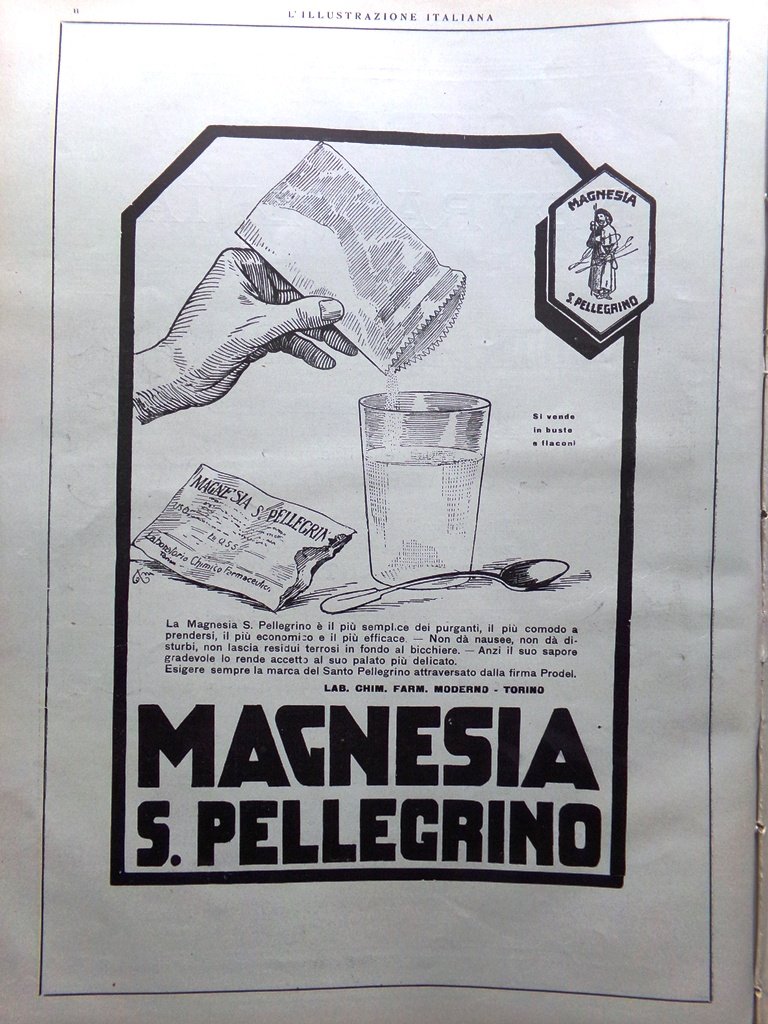 II
L'ILLUSTRAZIONE ITALIANA
MAGNESIA
S. PELLEGRINO
Si vende
in buste
e flaconi
MAGNESIA S PELLEGRIN
Laboratorio Chimico Farmaceutico
Torino
La Magnesia S. Pellegrino è il più semplice dei purganti, il più comodo a
prendersi, il più economico e il più efficace. — Non dà nausee, non dà di-
sturbi, non lascia residui terrosi in fondo al bicchiere. — Anzi il suo sapore
gradevole lo rende accetto al suo palato più delicato.
Esigere sempre la marca del Santo Pellegrino attraversato dalla firma Prodel.
LAB. CHIM. FARM. MODERNO - TORINO
MAGNESIA
S. PELLEGRINO